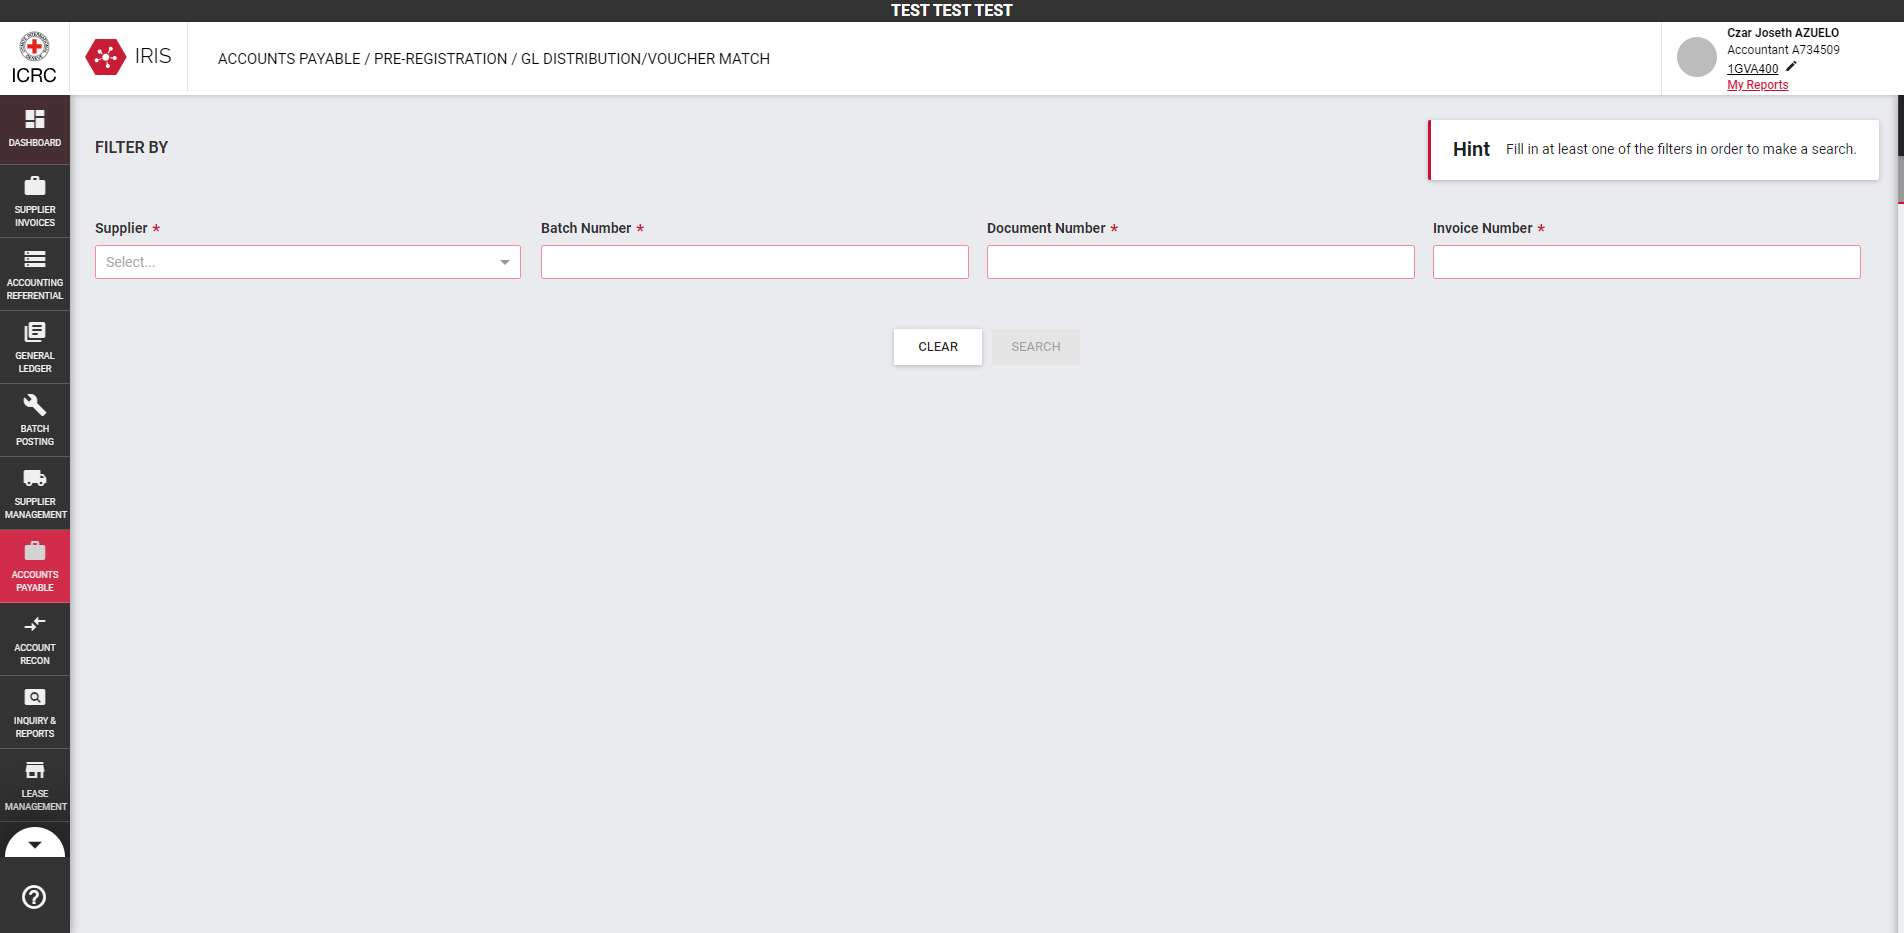 TEST TEST TEST
ICRC
IRIS
ACCOUNTS PAYABLE / PRE-REGISTRATION / GL DISTRIBUTION/VOUCHER MATCH
Czar Joseth AZUELO
Accountant A734509
1GVA400
My Reports
DASHBOARD
SUPPLIER
INVOICES
ACCOUNTING
REFERENTIAL
GENERAL
LEDGER
BATCH
POSTING
SUPPLIER
MANAGEMENT
ACCOUNTS
PAYABLE
ACCOUNT
RECON
INQUIRY &
REPORTS
LEASE
MANAGEMENT
FILTER BY
Hint Fill in at least one of the filters in order to make a search.
Supplier * Batch Number * Document Number * Invoice Number *
Select...
CLEAR SEARCH